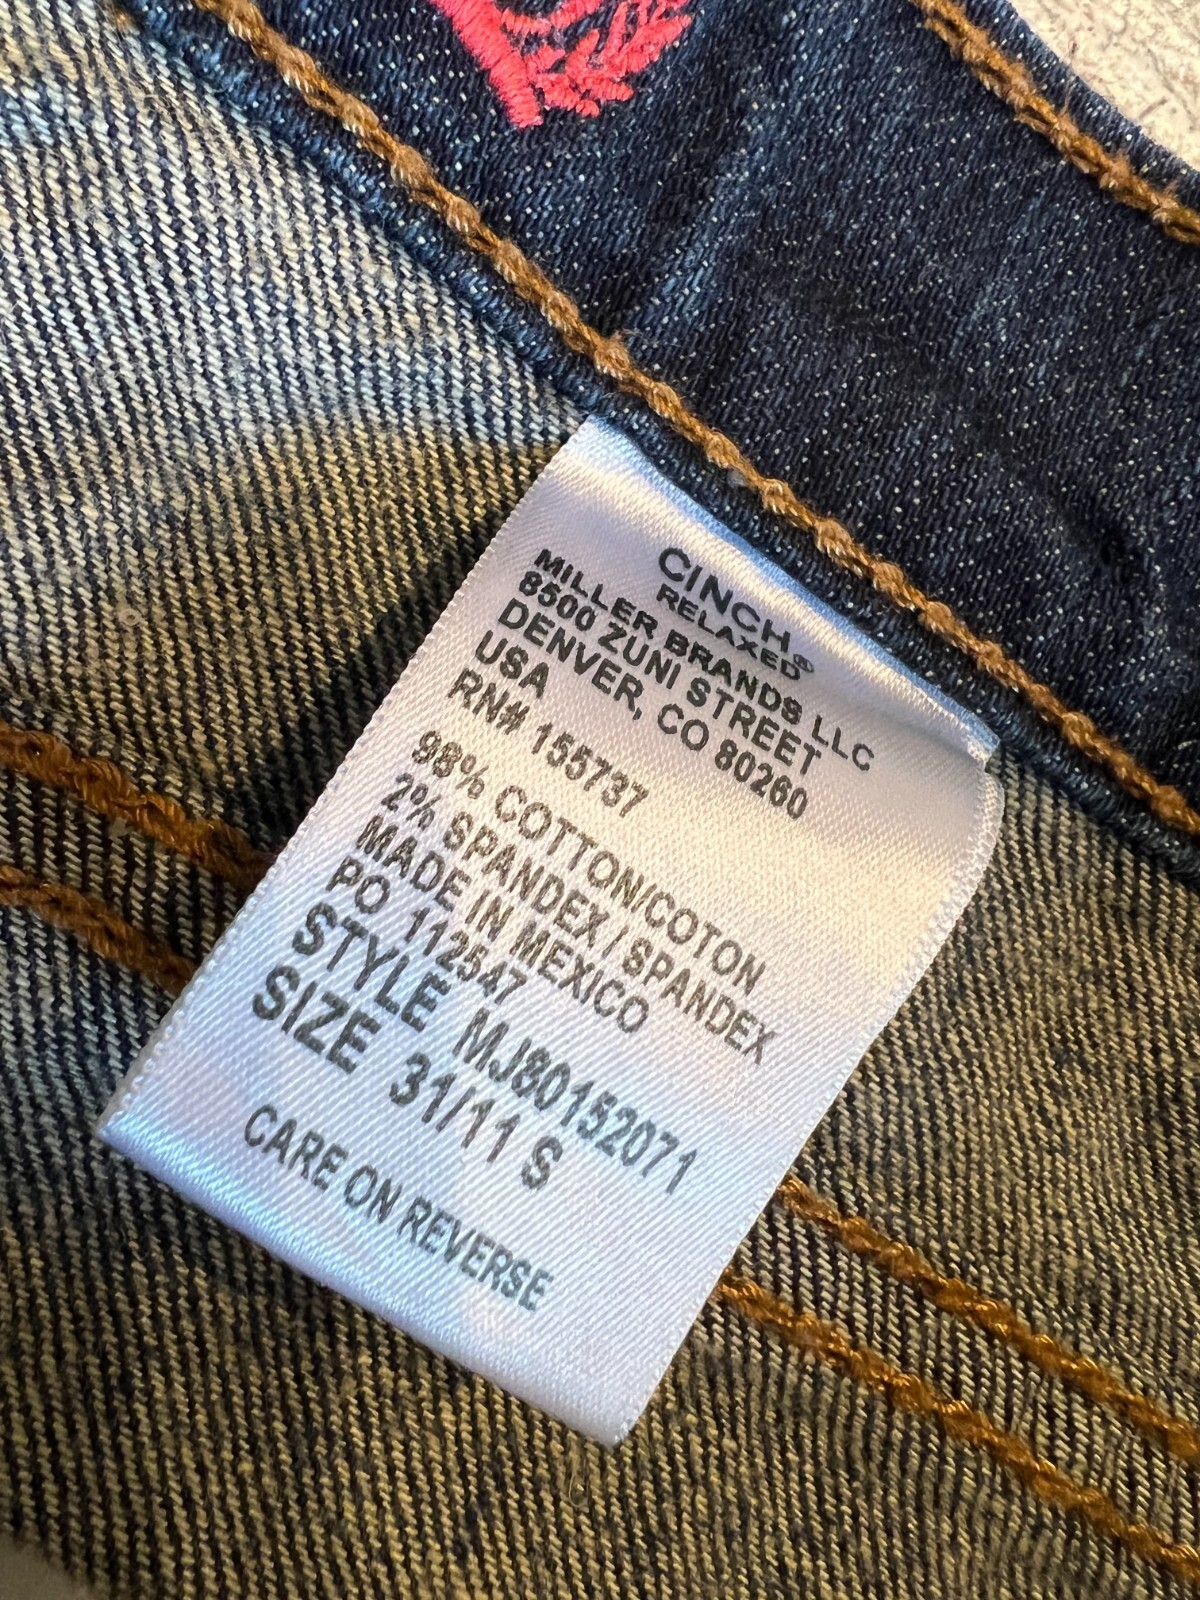 CINCH®
RELAXED
MILLER BRANDS LLC
8500 ZUNI STREET
DENVER, CO 80260
USA
RN# 155737
98% COTTON/COTON
2% SPANDEX / SPANDEX
MADE IN MEXICO
PO 112547
STYLE MJ80152071
SIZE 31/11 S
CARE ON REVERSE